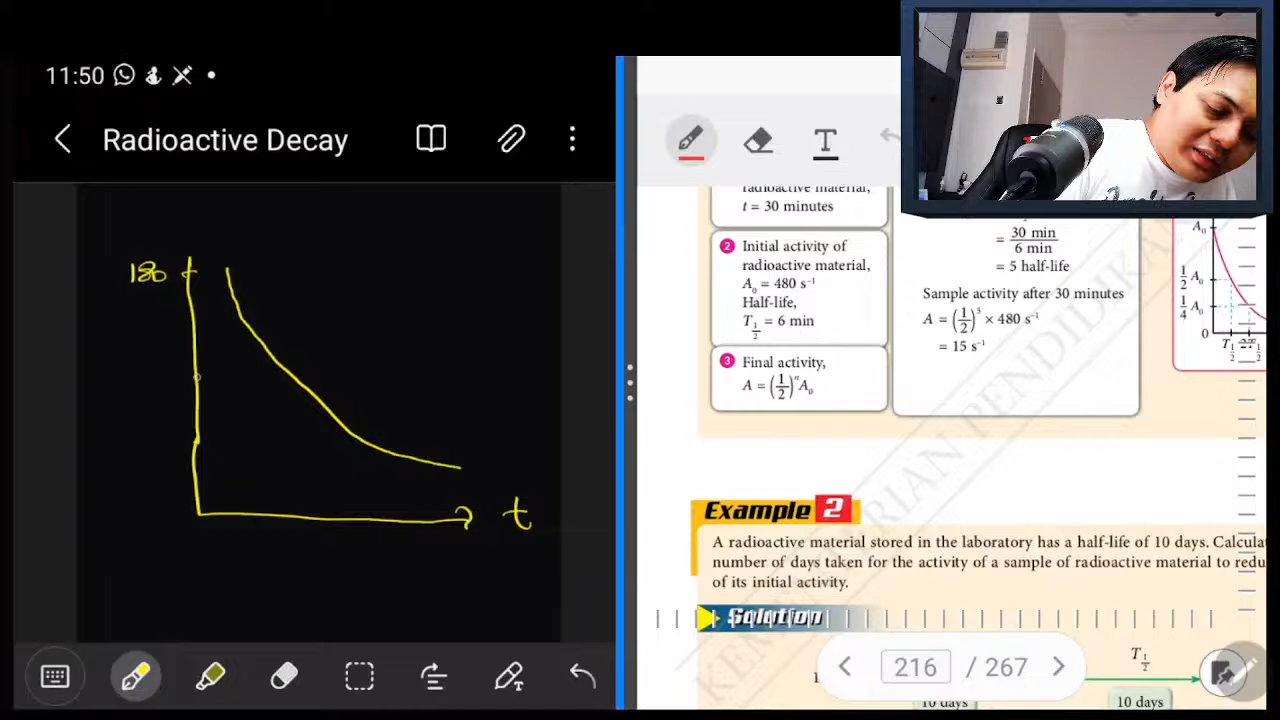 11:50
Radioactive Decay
180
t
T
radioactive material,
t = 30 minutes
2 Initial activity of
radioactive material,
A₀ = 480 s⁻¹
Half-life,
T½ = 6 min
3 Final activity,
A = (1/2)ⁿA₀
= 30 min / 6 min
= 5 half-life
Sample activity after 30 minutes
A = (1/2)⁵ × 480 s⁻¹
= 15 s⁻¹
A₀
1/2 A₀
1/4 A₀
0
T½
Example 2
A radioactive material stored in the laboratory has a half-life of 10 days. Calcula
number of days taken for the activity of a sample of radioactive material to redu
of its initial activity.
Solution
216 / 267
T½
10 days 10 days